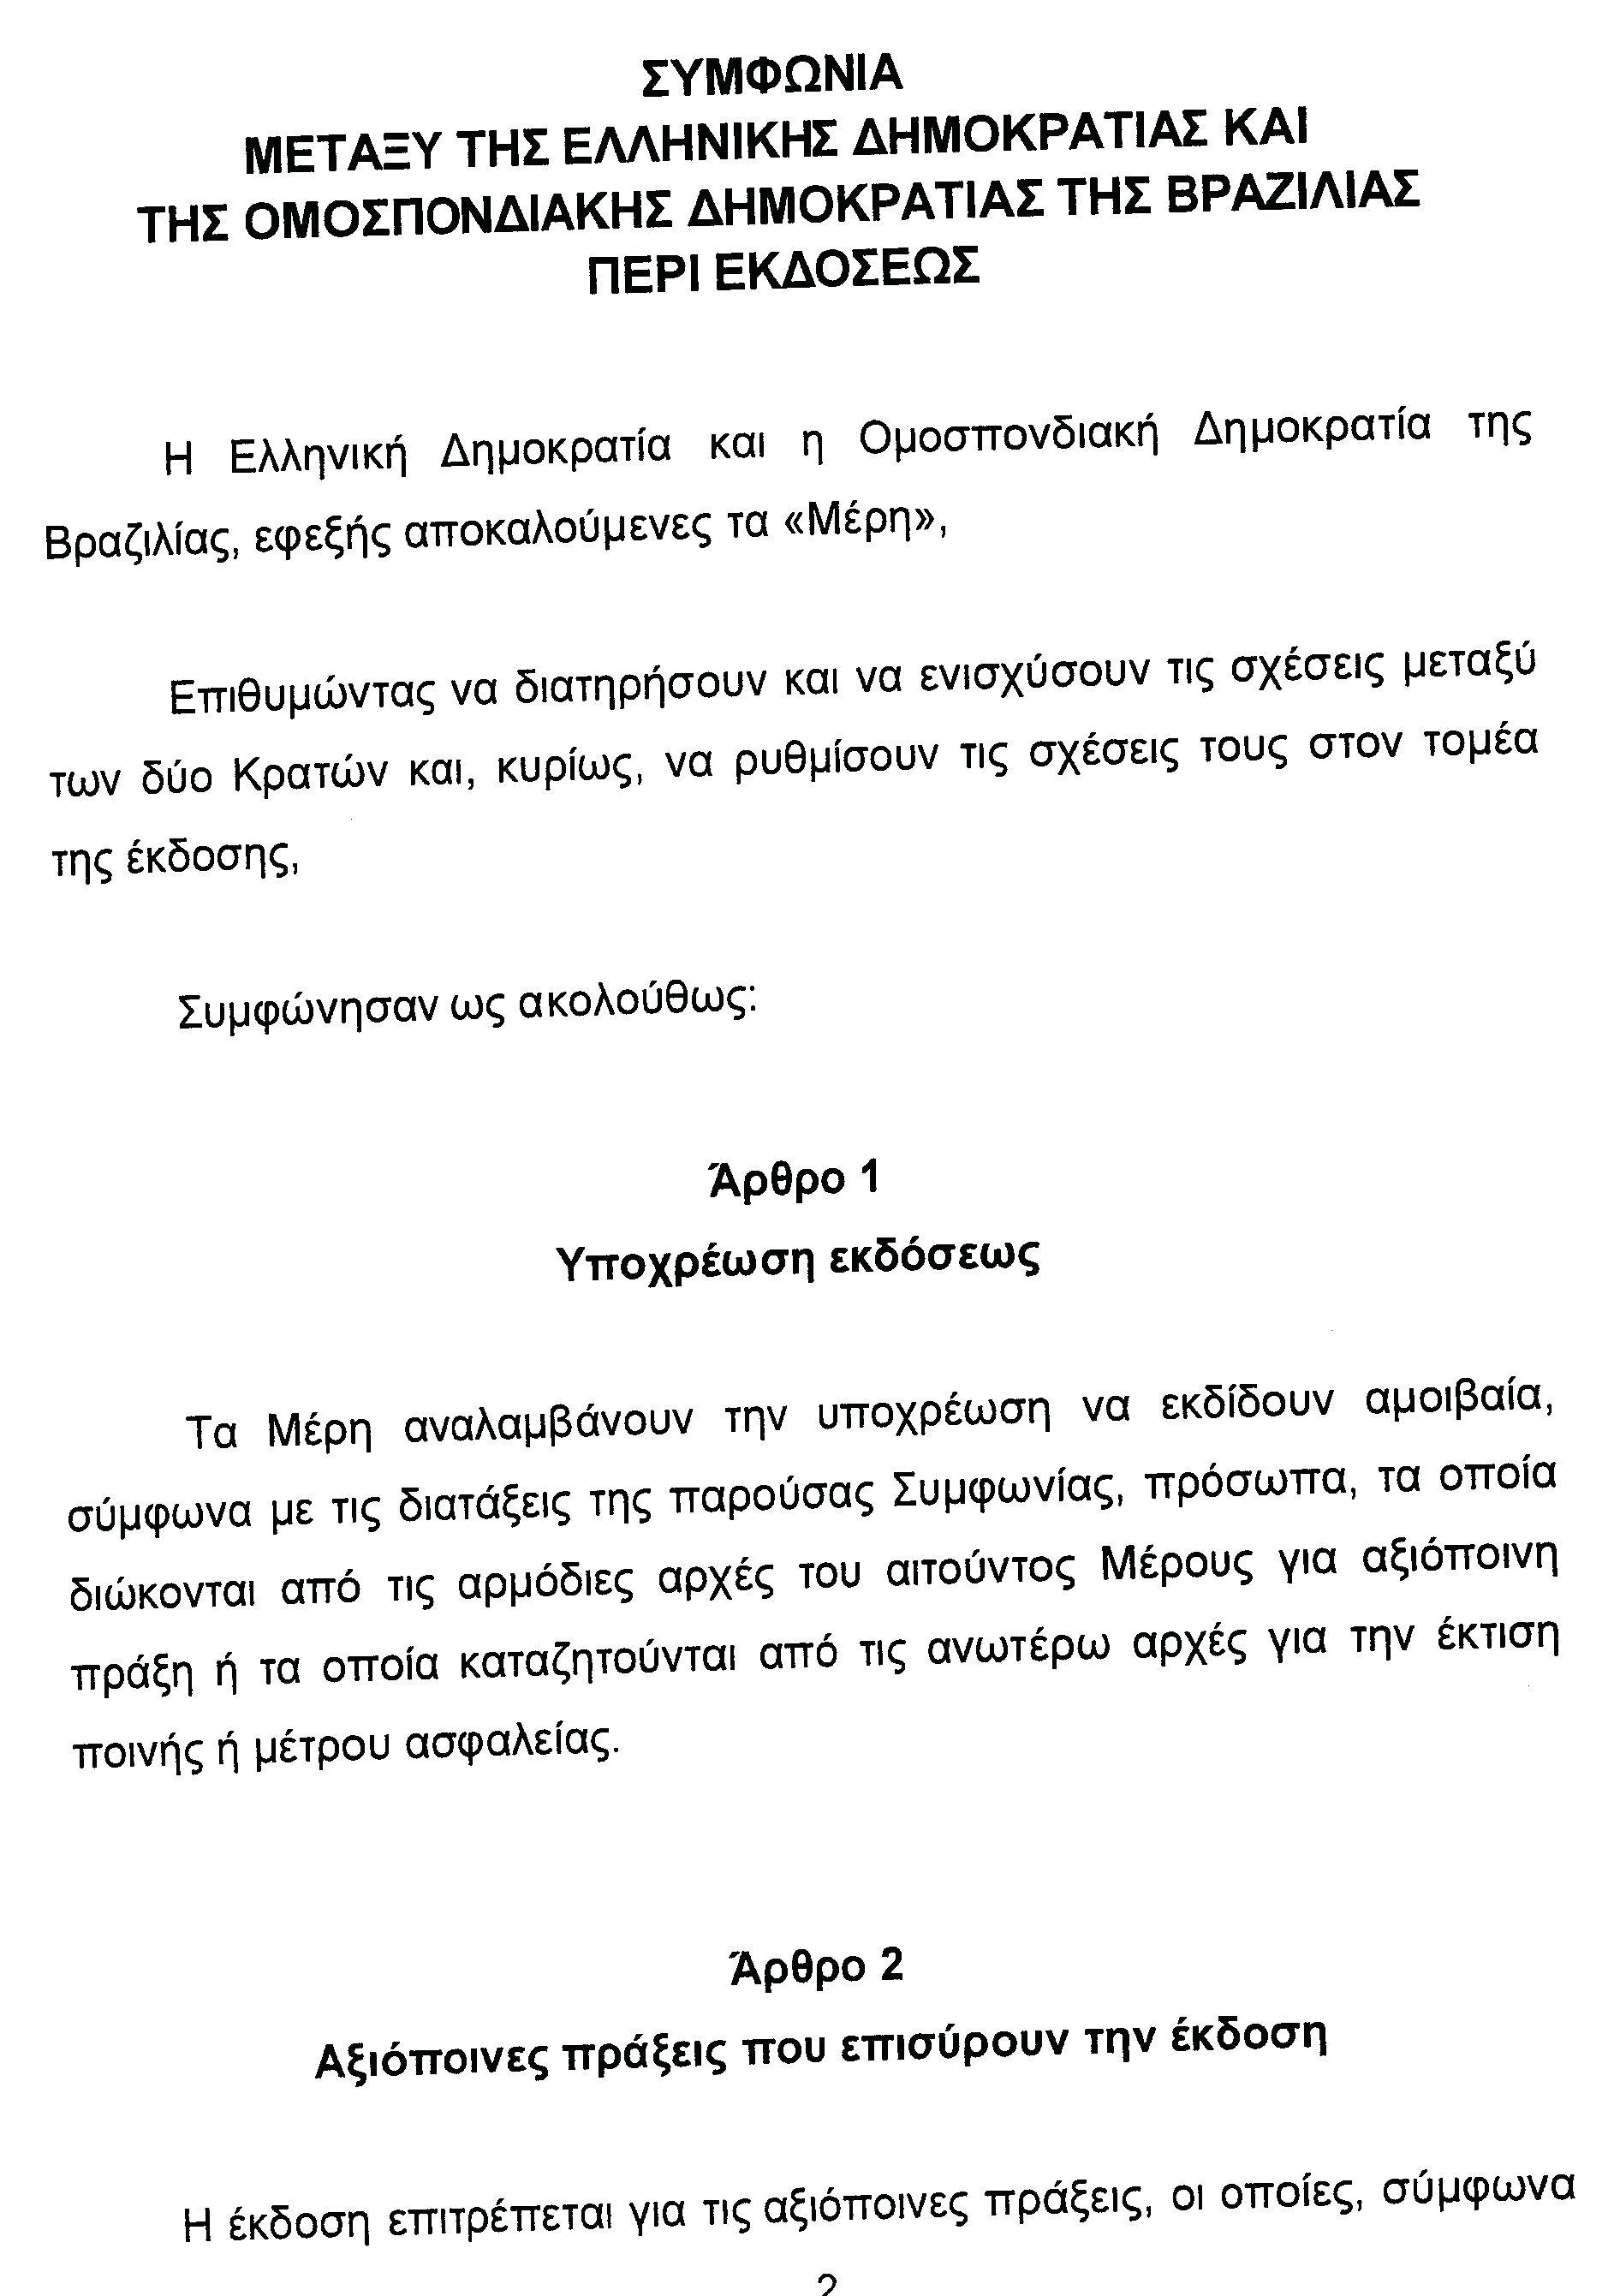 ΣΥΜΦΩΝΙΑ
ΜΕΤΑΞΥ ΤΗΣ ΕΛΛΗΝΙΚΗΣ ΔΗΜΟΚΡΑΤΙΑΣ ΚΑΙ
ΤΗΣ ΟΜΟΣΠΟΝΔΙΑΚΗΣ ΔΗΜΟΚΡΑΤΙΑΣ ΤΗΣ ΒΡΑΖΙΛΙΑΣ
ΠΕΡΙ ΕΚΔΟΣΕΩΣ
Η Ελληνική Δημοκρατία και η Ομοσπονδιακή Δημοκρατία της
Βραζιλίας, εφεξής αποκαλούμενες τα «Μέρη»,
Επιθυμώντας να διατηρήσουν και να ενισχύσουν τις σχέσεις μεταξύ
των δύο Κρατών και, κυρίως, να ρυθμίσουν τις σχέσεις τους στον τομέα
της έκδοσης,
Συμφώνησαν ως ακολούθως:
Άρθρο 1
Υποχρέωση εκδόσεως
Τα Μέρη αναλαμβάνουν την υποχρέωση να εκδίδουν αμοιβαία,
σύμφωνα με τις διατάξεις της παρούσας Συμφωνίας, πρόσωπα, τα οποία
διώκονται από τις αρμόδιες αρχές του αιτούντος Μέρους για αξιόποινη
πράξη ή τα οποία καταζητούνται από τις ανωτέρω αρχές για την έκτιση
ποινής ή μέτρου ασφαλείας.
Άρθρο 2
Αξιόποινες πράξεις που επισύρουν την έκδοση
Η έκδοση επιτρέπεται για τις αξιόποινες πράξεις, οι οποίες, σύμφωνα
2